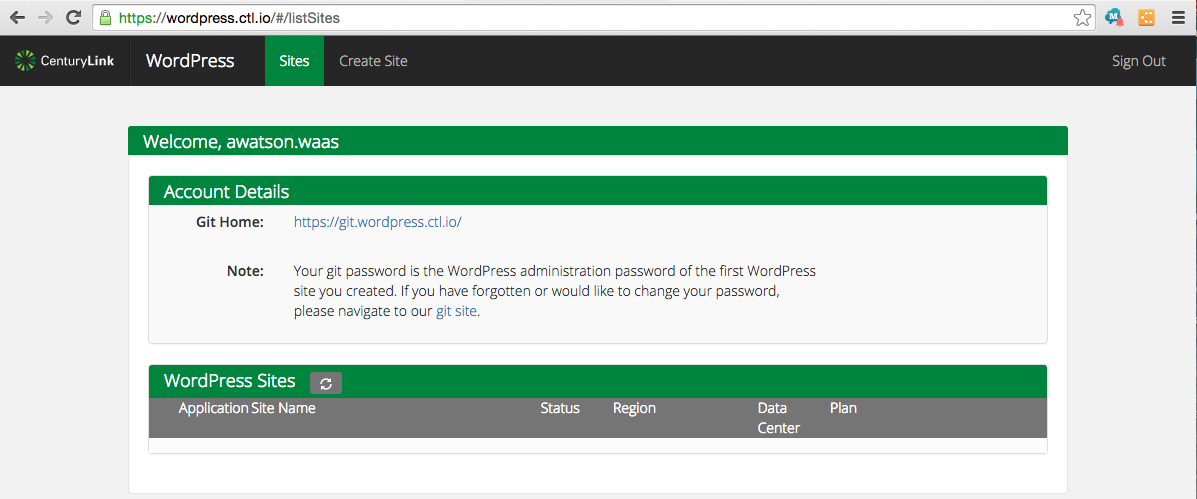 https://wordpress.ctl.io/#/listSites
CenturyLink WordPress Sites Create Site Sign Out
Welcome, awatson.waas
Account Details
Git Home: https://git.wordpress.ctl.io/
Note: Your git password is the WordPress administration password of the first WordPress
site you created. If you have forgotten or would like to change your password,
please navigate to our git site.
WordPress Sites
Application Site Name Status Region Data Plan
Center